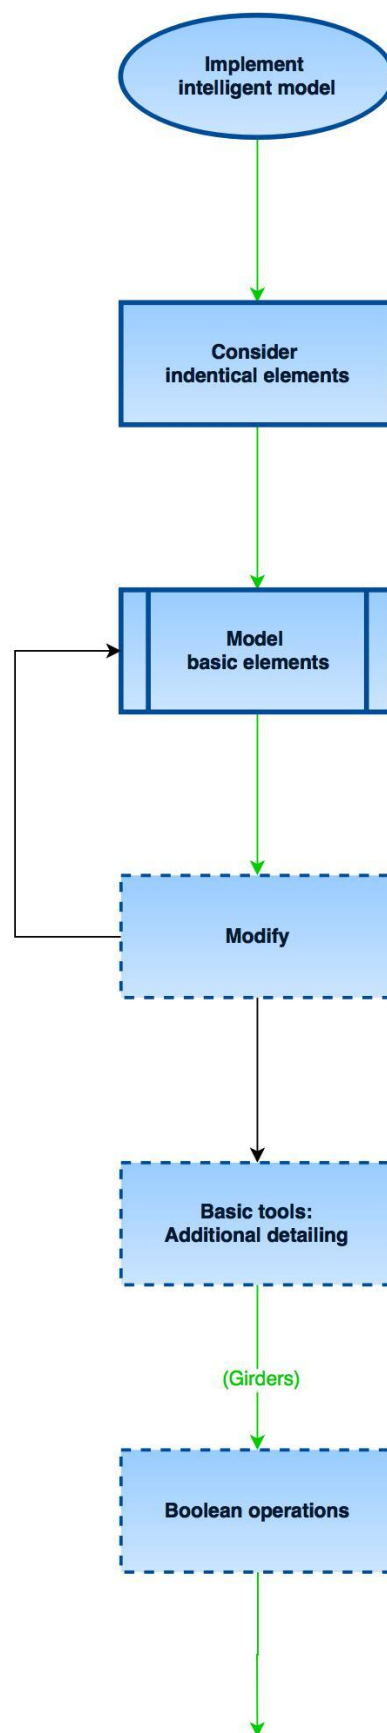 Implement
intelligent model
Consider
indentical elements
Model
basic elements
Modify
Basic tools:
Additional detailing
(Girders)
Boolean operations